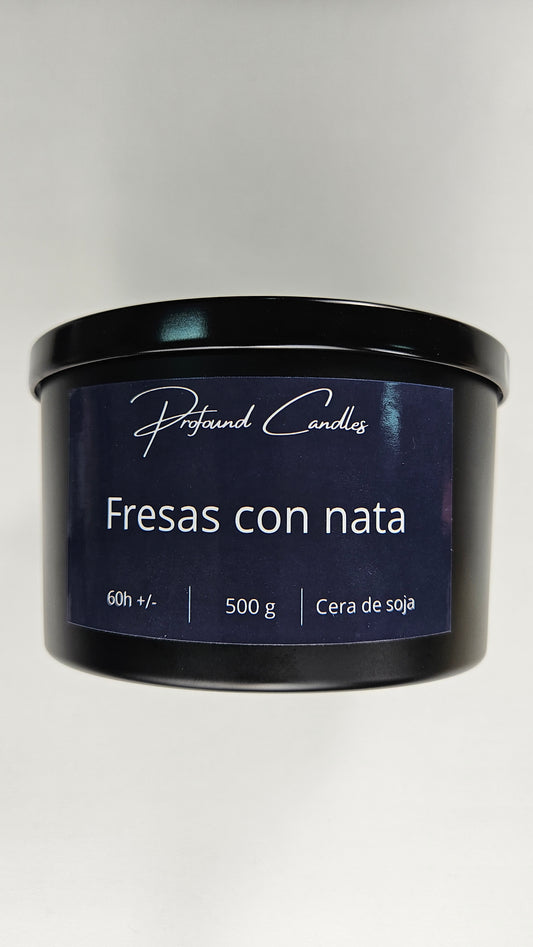 Profound Candles
Fresas con nata
60h +/- 500 g Cera de soja